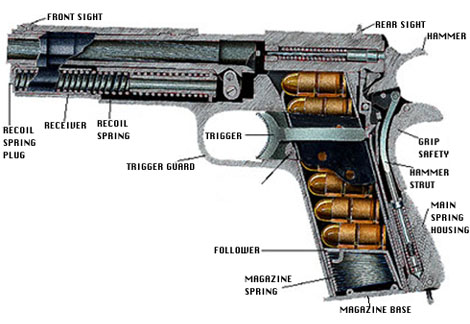 FRONT SIGHT
REAR SIGHT
HAMMER
RECOIL
SPRING
PLUG
RECEIVER
RECOIL
SPRING
TRIGGER
TRIGGER GUARD
GRIP
SAFETY
HAMMER
STRUT
MAIN
SPRING
HOUSING
FOLLOWER
MAGAZINE
SPRING
MAGAZINE BASE